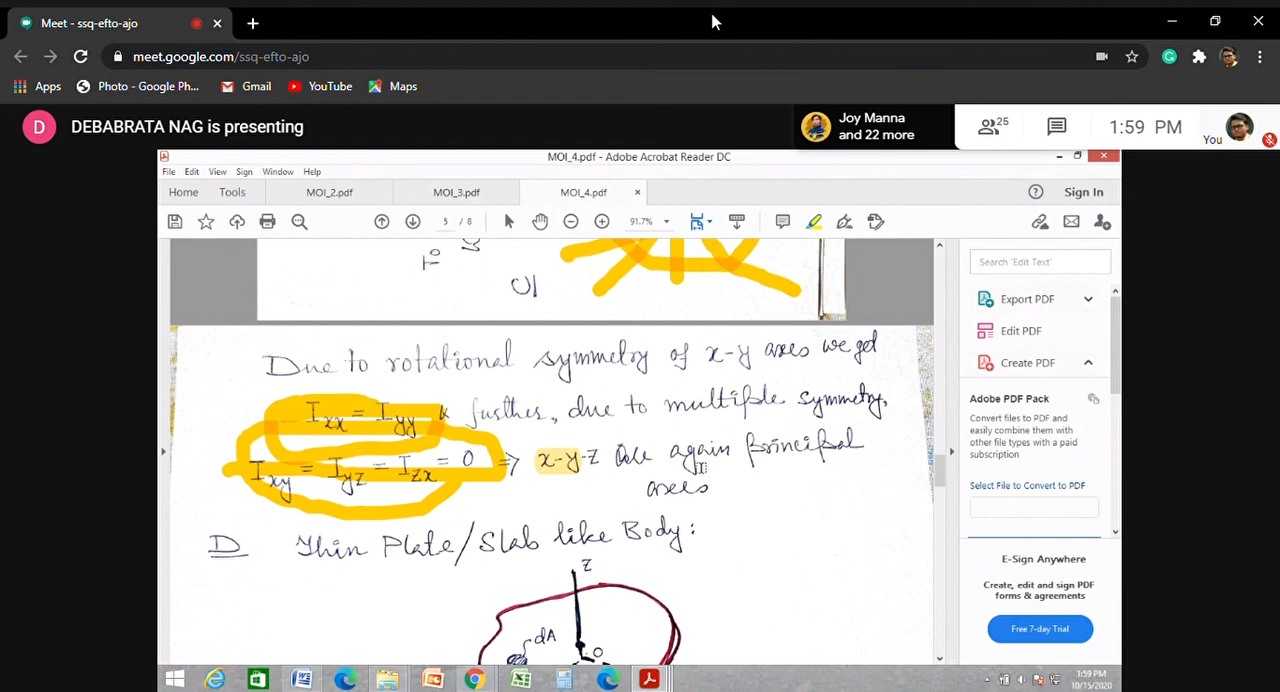 Meet - ssq-efto-ajo
meet.google.com/ssq-efto-ajo
Apps Photo - Google Ph... Gmail YouTube Maps
D DEBABRATA NAG is presenting
Joy Manna
and 22 more
25
1:59 PM
You
MOI_4.pdf - Adobe Acrobat Reader DC
File Edit View Sign Window Help
Home Tools MOI_2.pdf MOI_3.pdf MOI_4.pdf Sign In
5 / 8 91.7%
Due to rotational symmetry of x-y axes we get
Ixx = Iyy & further, due to multiple symmetry,
Ixy = Iyz = Izx = 0 ⇒ x-y-z are again principal
axes
D Thin Plate/Slab like Body:
Z
dA
O
Search 'Edit Text'
Export PDF
Edit PDF
Create PDF
Adobe PDF Pack
Convert files to PDF and
easily combine them with
other file types with a paid
subscription
Select File to Convert to PDF
E-Sign Anywhere
Create, edit and sign PDF
forms & agreements
Free 7-day Trial
1:59 PM
10/15/2020